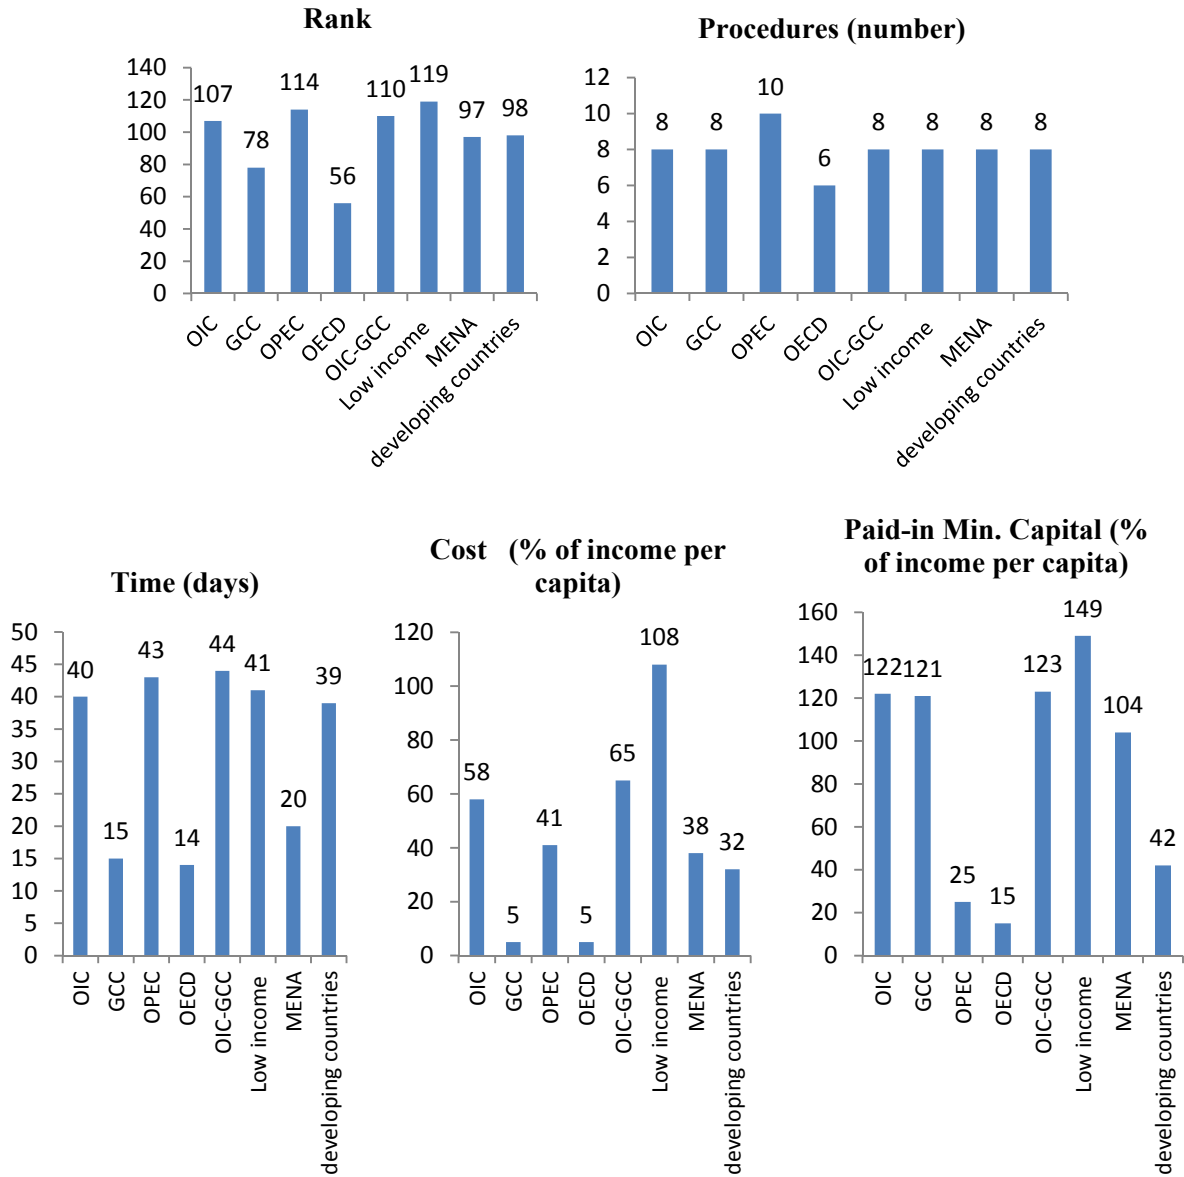 Rank
140
120
100
80
60
40
20
0
107
78
114
56
110
119
97
98
OIC
GCC
OPEC
OECD
OIC-GCC
Low income
MENA
developing countries
Procedures (number)
12
10
8
6
4
2
0
8
8
10
6
8
8
8
8
OIC
GCC
OPEC
OECD
OIC-GCC
Low income
MENA
developing countries
Time (days)
50
45
40
35
30
25
20
15
10
5
0
40
15
43
14
44
41
20
39
OIC
GCC
OPEC
OECD
OIC-GCC
Low income
MENA
developing countries
Cost (% of income per
capita)
120
100
80
60
40
20
0
58
5
41
5
65
108
38
32
OIC
GCC
OPEC
OECD
OIC-GCC
Low income
MENA
developing countries
Paid-in Min. Capital (%
of income per capita)
160
140
120
100
80
60
40
20
0
122
121
25
15
123
149
104
42
OIC
GCC
OPEC
OECD
OIC-GCC
Low income
MENA
developing countries